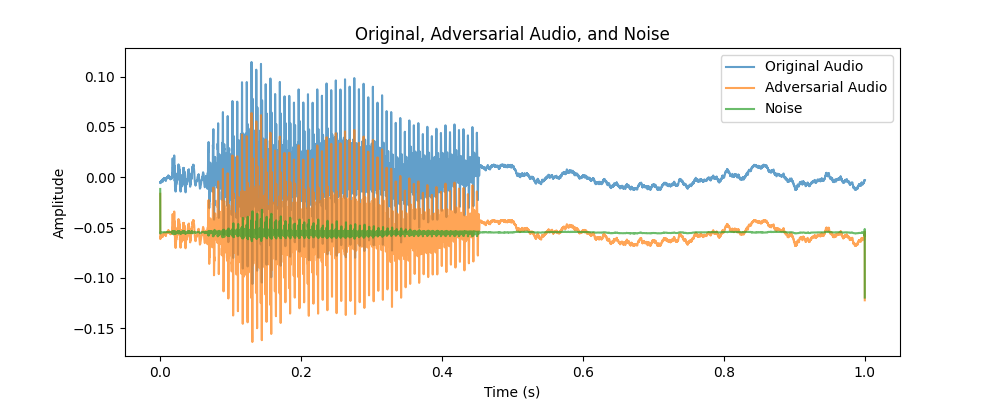 Original, Adversarial Audio, and Noise
Original Audio
Adversarial Audio
Noise
Amplitude
0.10
0.05
0.00
−0.05
−0.10
−0.15
0.0 0.2 0.4 0.6 0.8 1.0
Time (s)